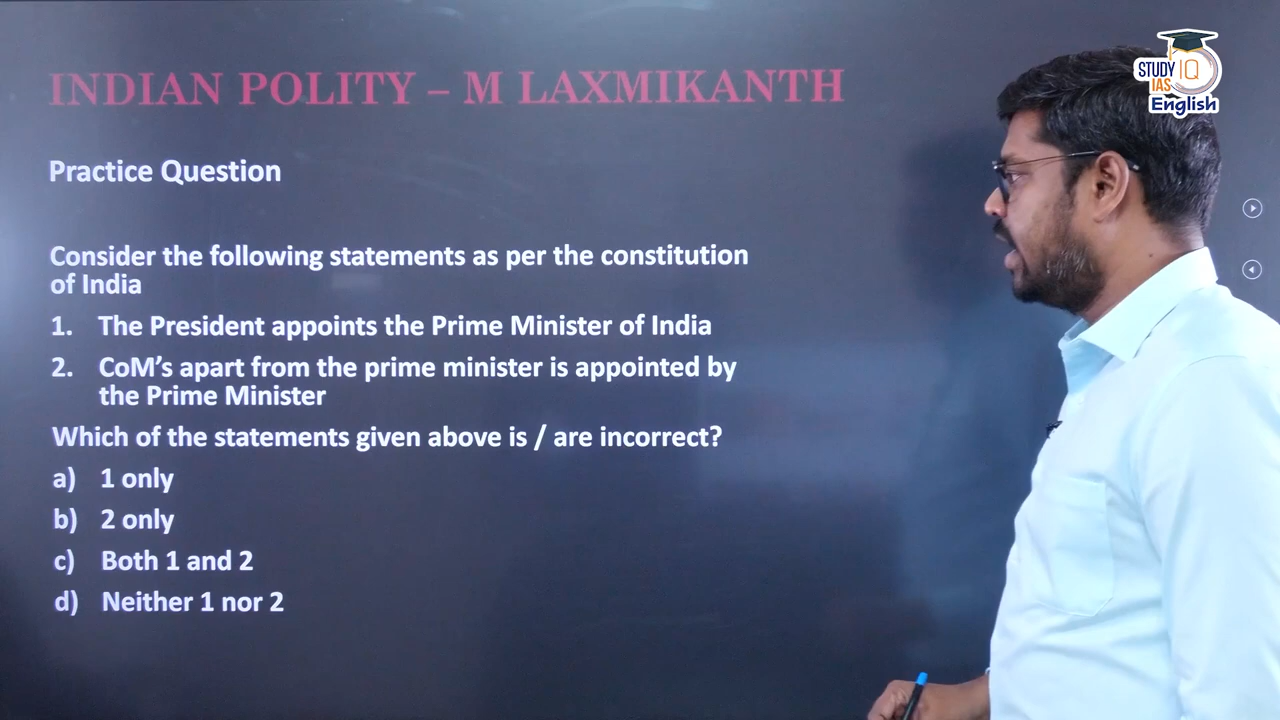 INDIAN POLITY – M LAXMIKANTH
STUDY IQ
IAS
English
Practice Question
Consider the following statements as per the constitution
of India
1. The President appoints the Prime Minister of India
2. CoM’s apart from the prime minister is appointed by
the Prime Minister
Which of the statements given above is / are incorrect?
a) 1 only
b) 2 only
c) Both 1 and 2
d) Neither 1 nor 2